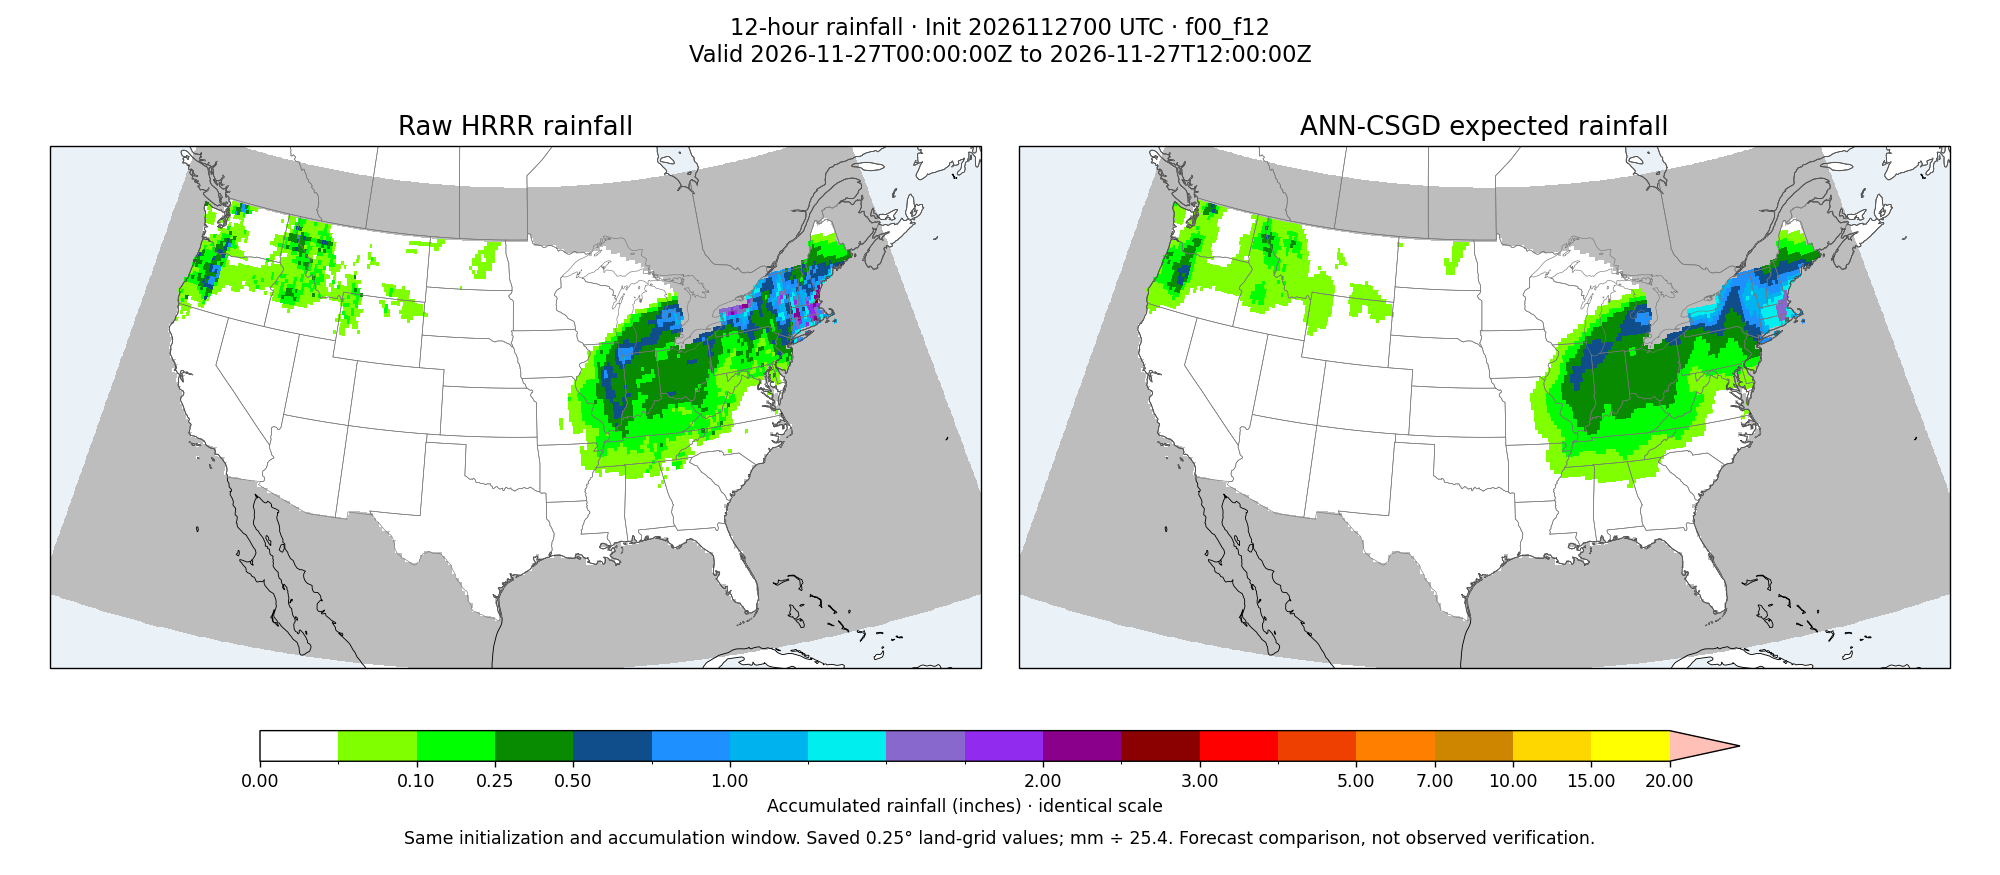 12-hour rainfall · Init 2026112700 UTC · f00_f12
Valid 2026-11-27T00:00:00Z to 2026-11-27T12:00:00Z
Raw HRRR rainfall
ANN-CSGD expected rainfall
0.00 0.10 0.25 0.50 1.00 2.00 3.00 5.00 7.00 10.00 15.00 20.00
Accumulated rainfall (inches) · identical scale
Same initialization and accumulation window. Saved 0.25° land-grid values; mm ÷ 25.4. Forecast comparison, not observed verification.